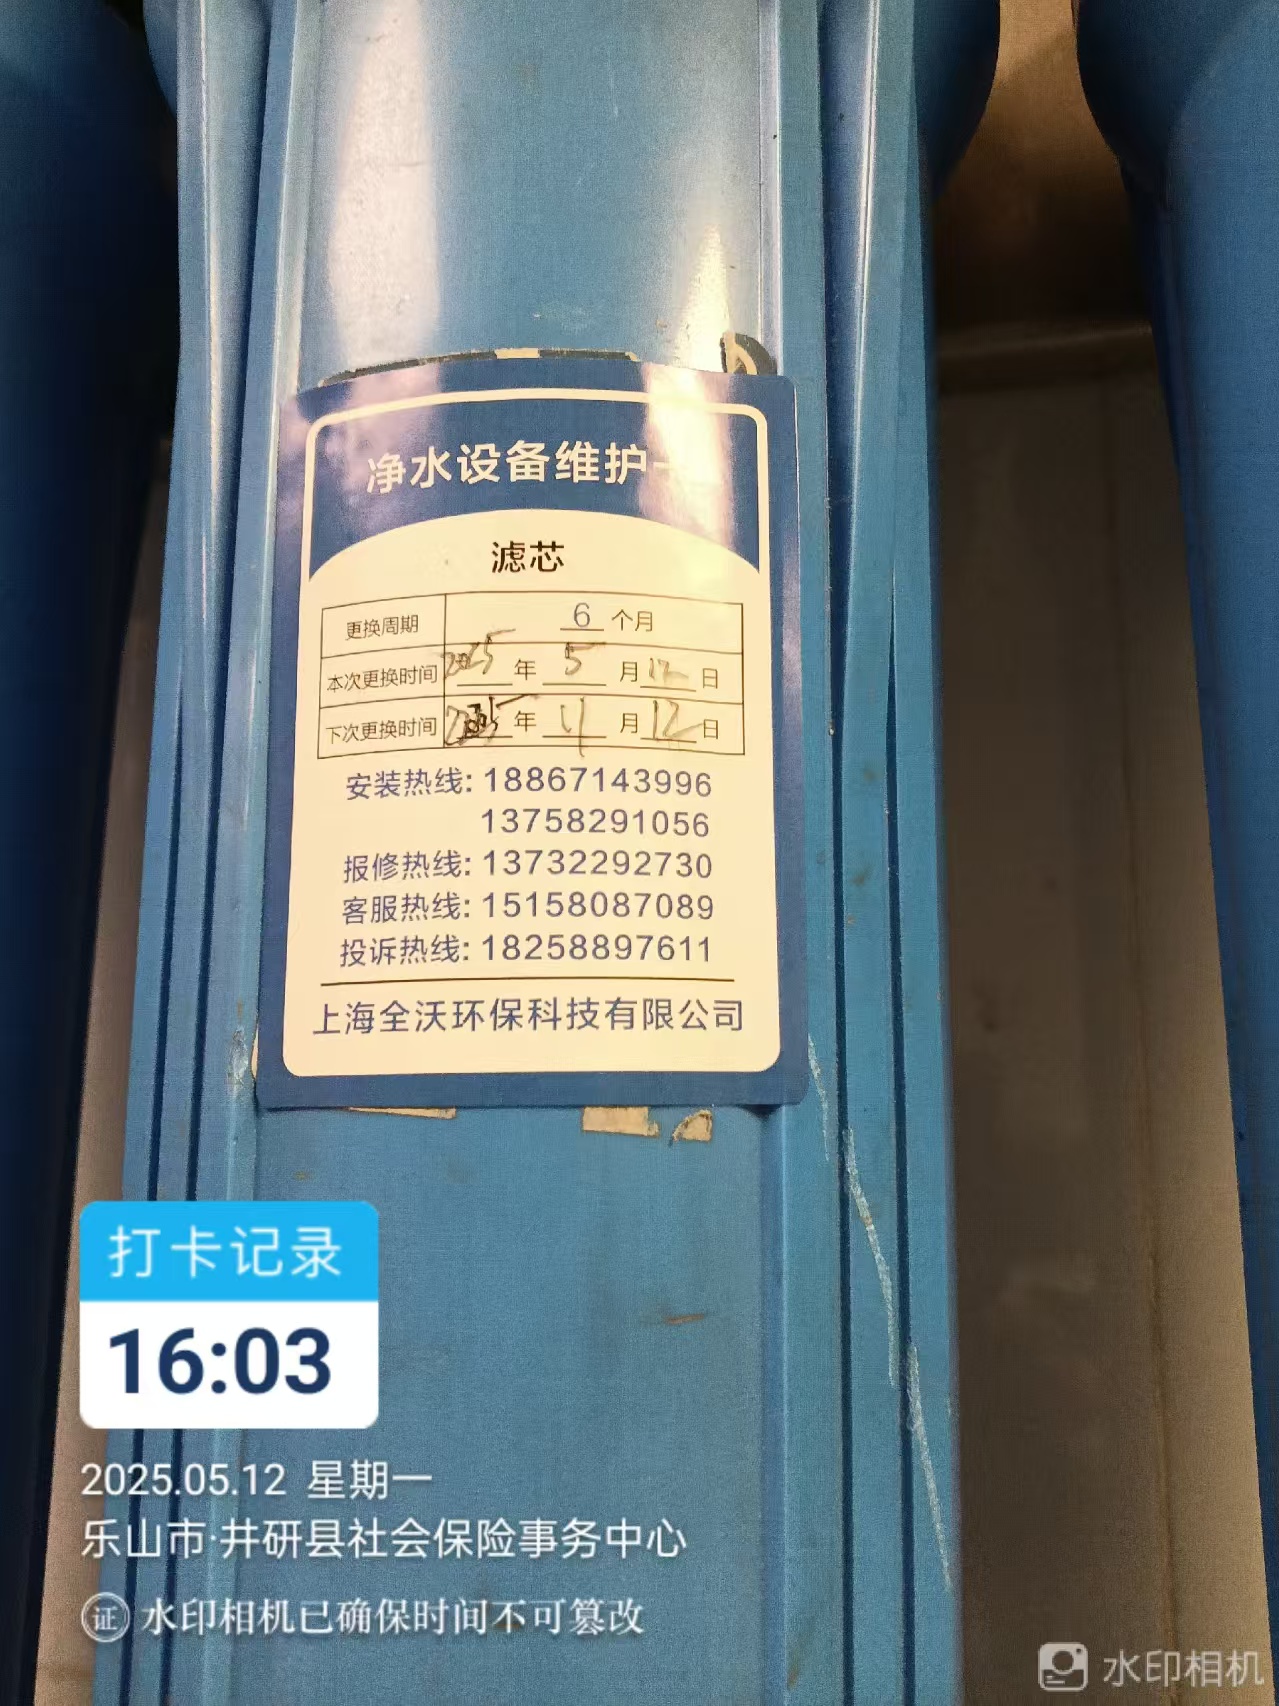 净水设备维护
滤芯
更换周期 6 个月
本次更换时间 2025 年 5 月 12 日
下次更换时间 2025 年 11 月 12 日
安装热线: 18867143996
13758291056
报修热线: 13732292730
客服热线: 15158087089
投诉热线: 18258897611
上海全沃环保科技有限公司
打卡记录
16:03
2025.05.12 星期一
乐山市·井研县社会保险事务中心
证 水印相机已确保时间不可篡改
水印相机